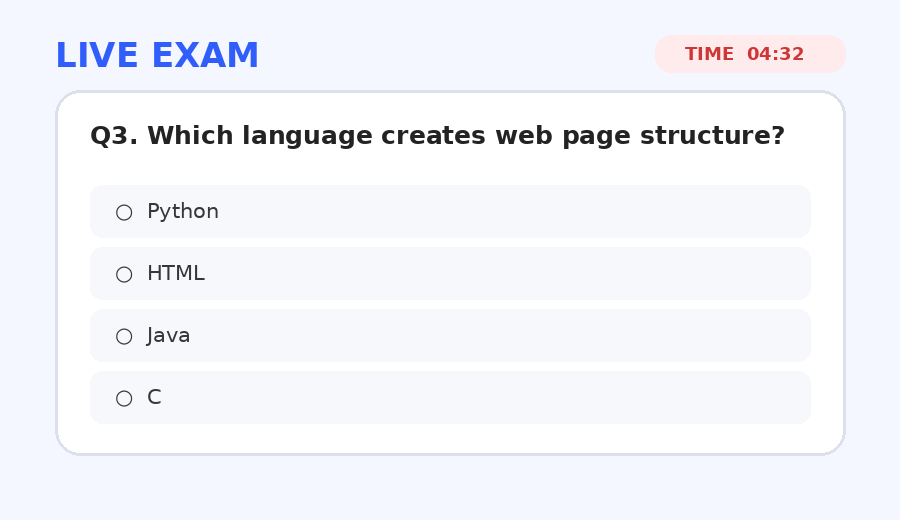 LIVE EXAM
TIME 04:32
Q3. Which language creates web page structure?
○ Python
○ HTML
○ Java
○ C